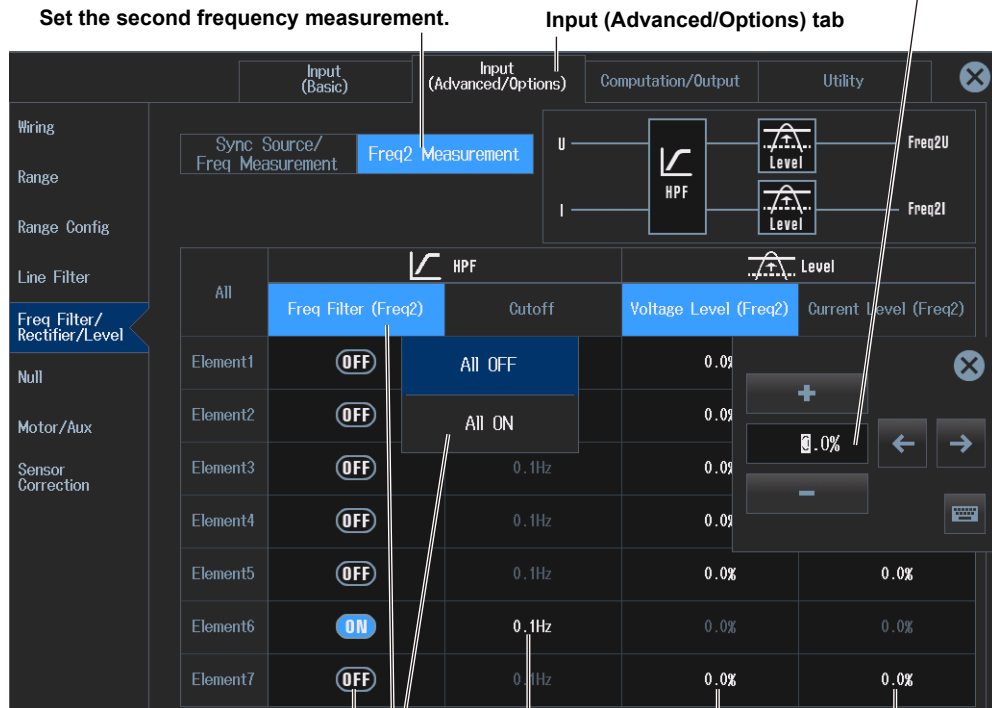 Set the second frequency measurement.
Input (Advanced/Options) tab
Input
(Basic)
Input
(Advanced/Options)
Computation/Output
Utility
Wiring
Range
Range Config
Line Filter
Freq Filter/
Rectifier/Level
Null
Motor/Aux
Sensor
Correction
Sync Source/
Freq Measurement
Freq2 Measurement
U
HPF
Level
Freq2U
I
Level
Freq2I
All
HPF
Level
Freq Filter (Freq2)
Cutoff
Voltage Level (Freq2)
Current Level (Freq2)
Element1
OFF
All OFF
0.0%
Element2
OFF
All ON
0.0%
0.0%
Element3
OFF
0.1Hz
0.0%
Element4
OFF
0.1Hz
0.0%
Element5
OFF
0.1Hz
0.0%
0.0%
Element6
ON
0.1Hz
0.0%
0.0%
Element7
OFF
0.1Hz
0.0%
0.0%